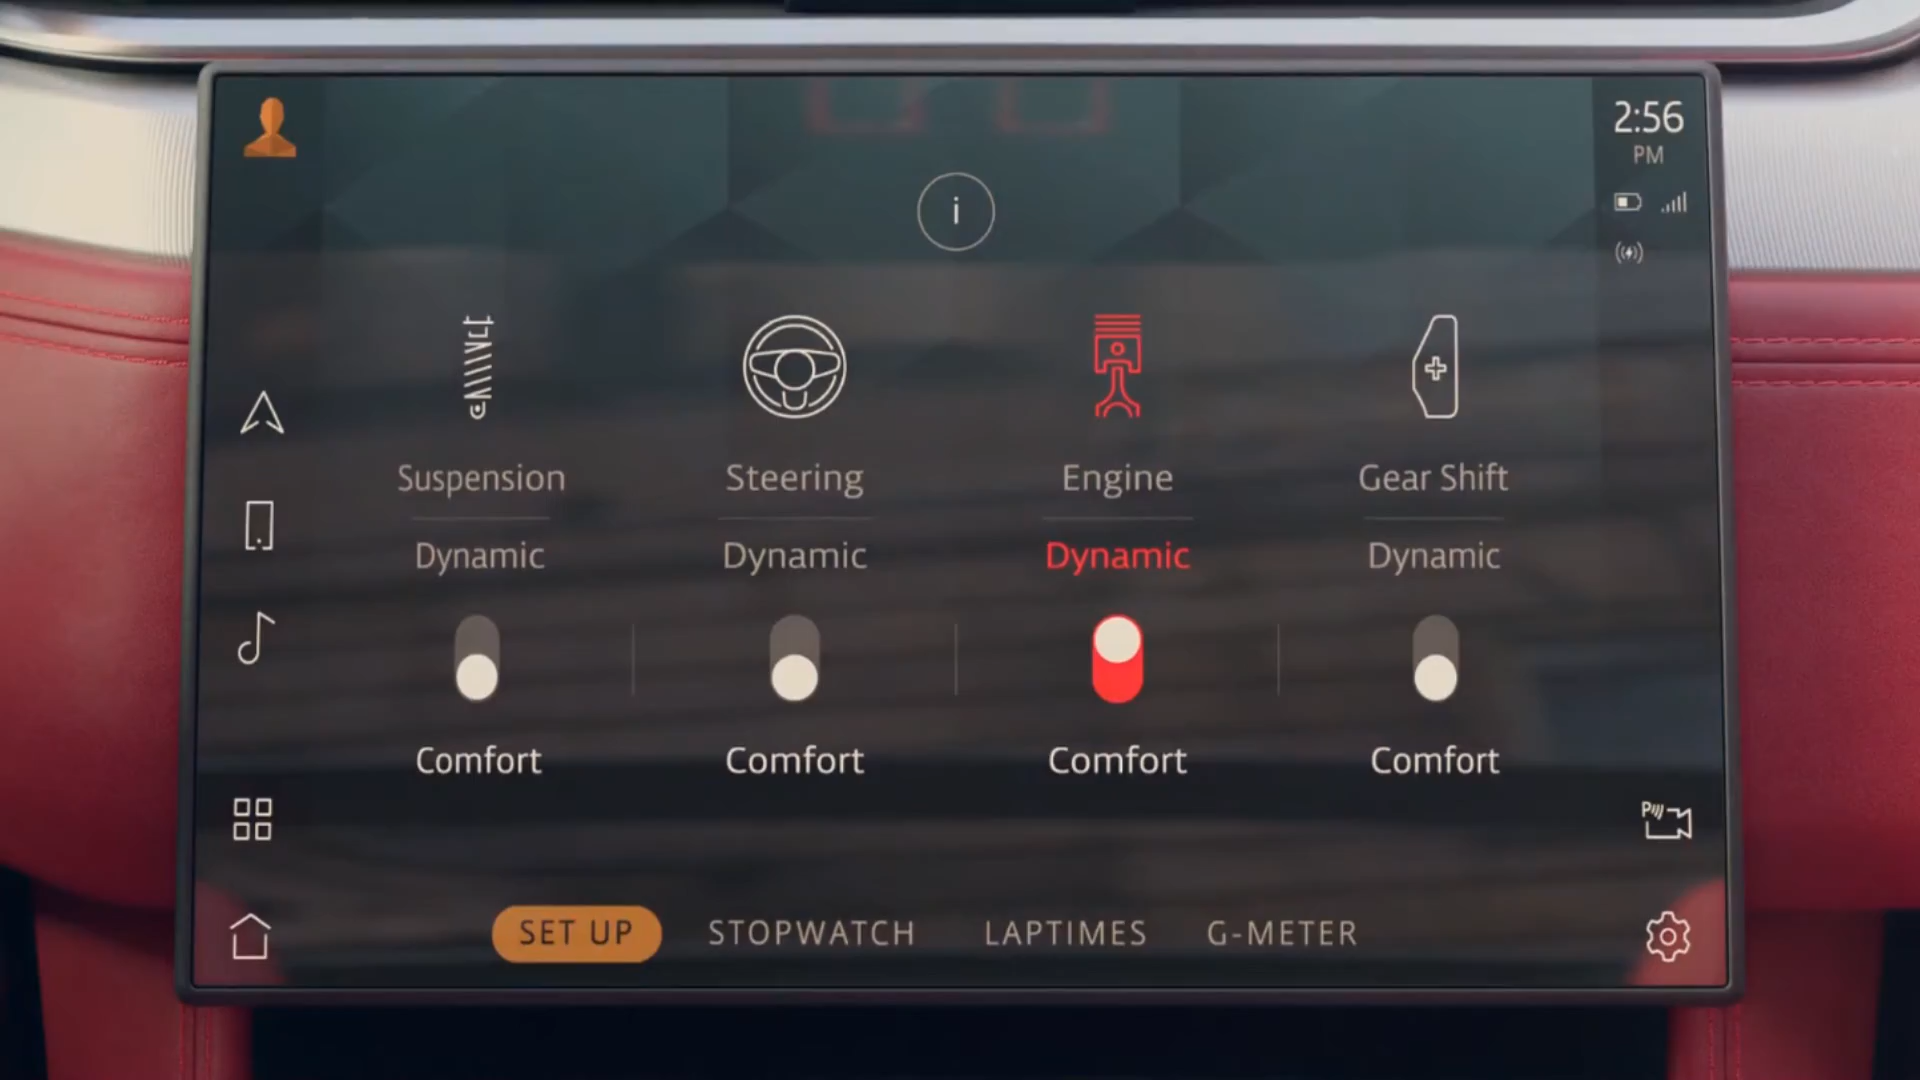 2:56
PM
i
Suspension
Steering
Engine
Gear Shift
Dynamic
Dynamic
Dynamic
Dynamic
Comfort
Comfort
Comfort
Comfort
P
SET UP
STOPWATCH
LAPTIMES
G-METER